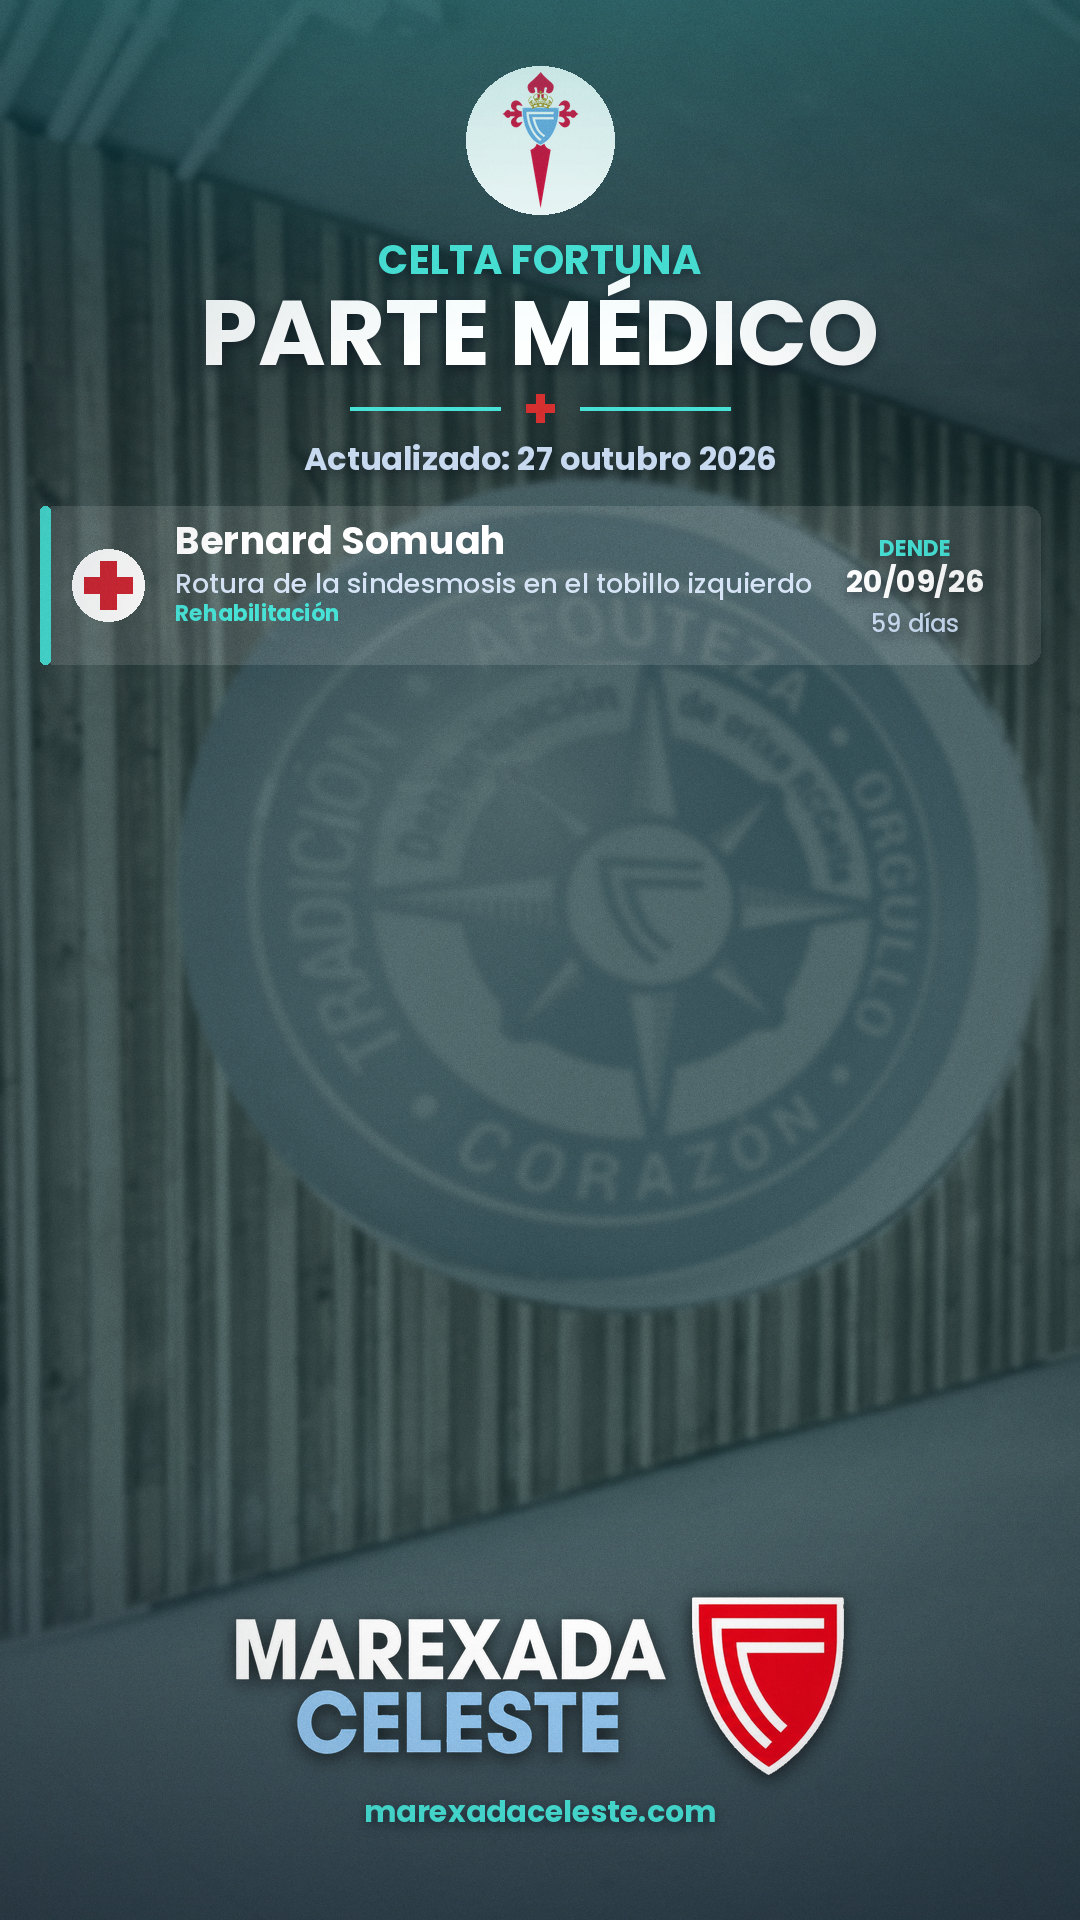 CELTA FORTUNA
PARTE MÉDICO
Actualizado: 27 outubro 2026
Bernard Somuah
Rotura de la sindesmosis en el tobillo izquierdo
Rehabilitación
DENDE
20/09/26
59 días
TRADICIÓN • AFOUTEZA • ORGULLO • CORAZÓN
MAREXADA
CELESTE
marexadaceleste.com